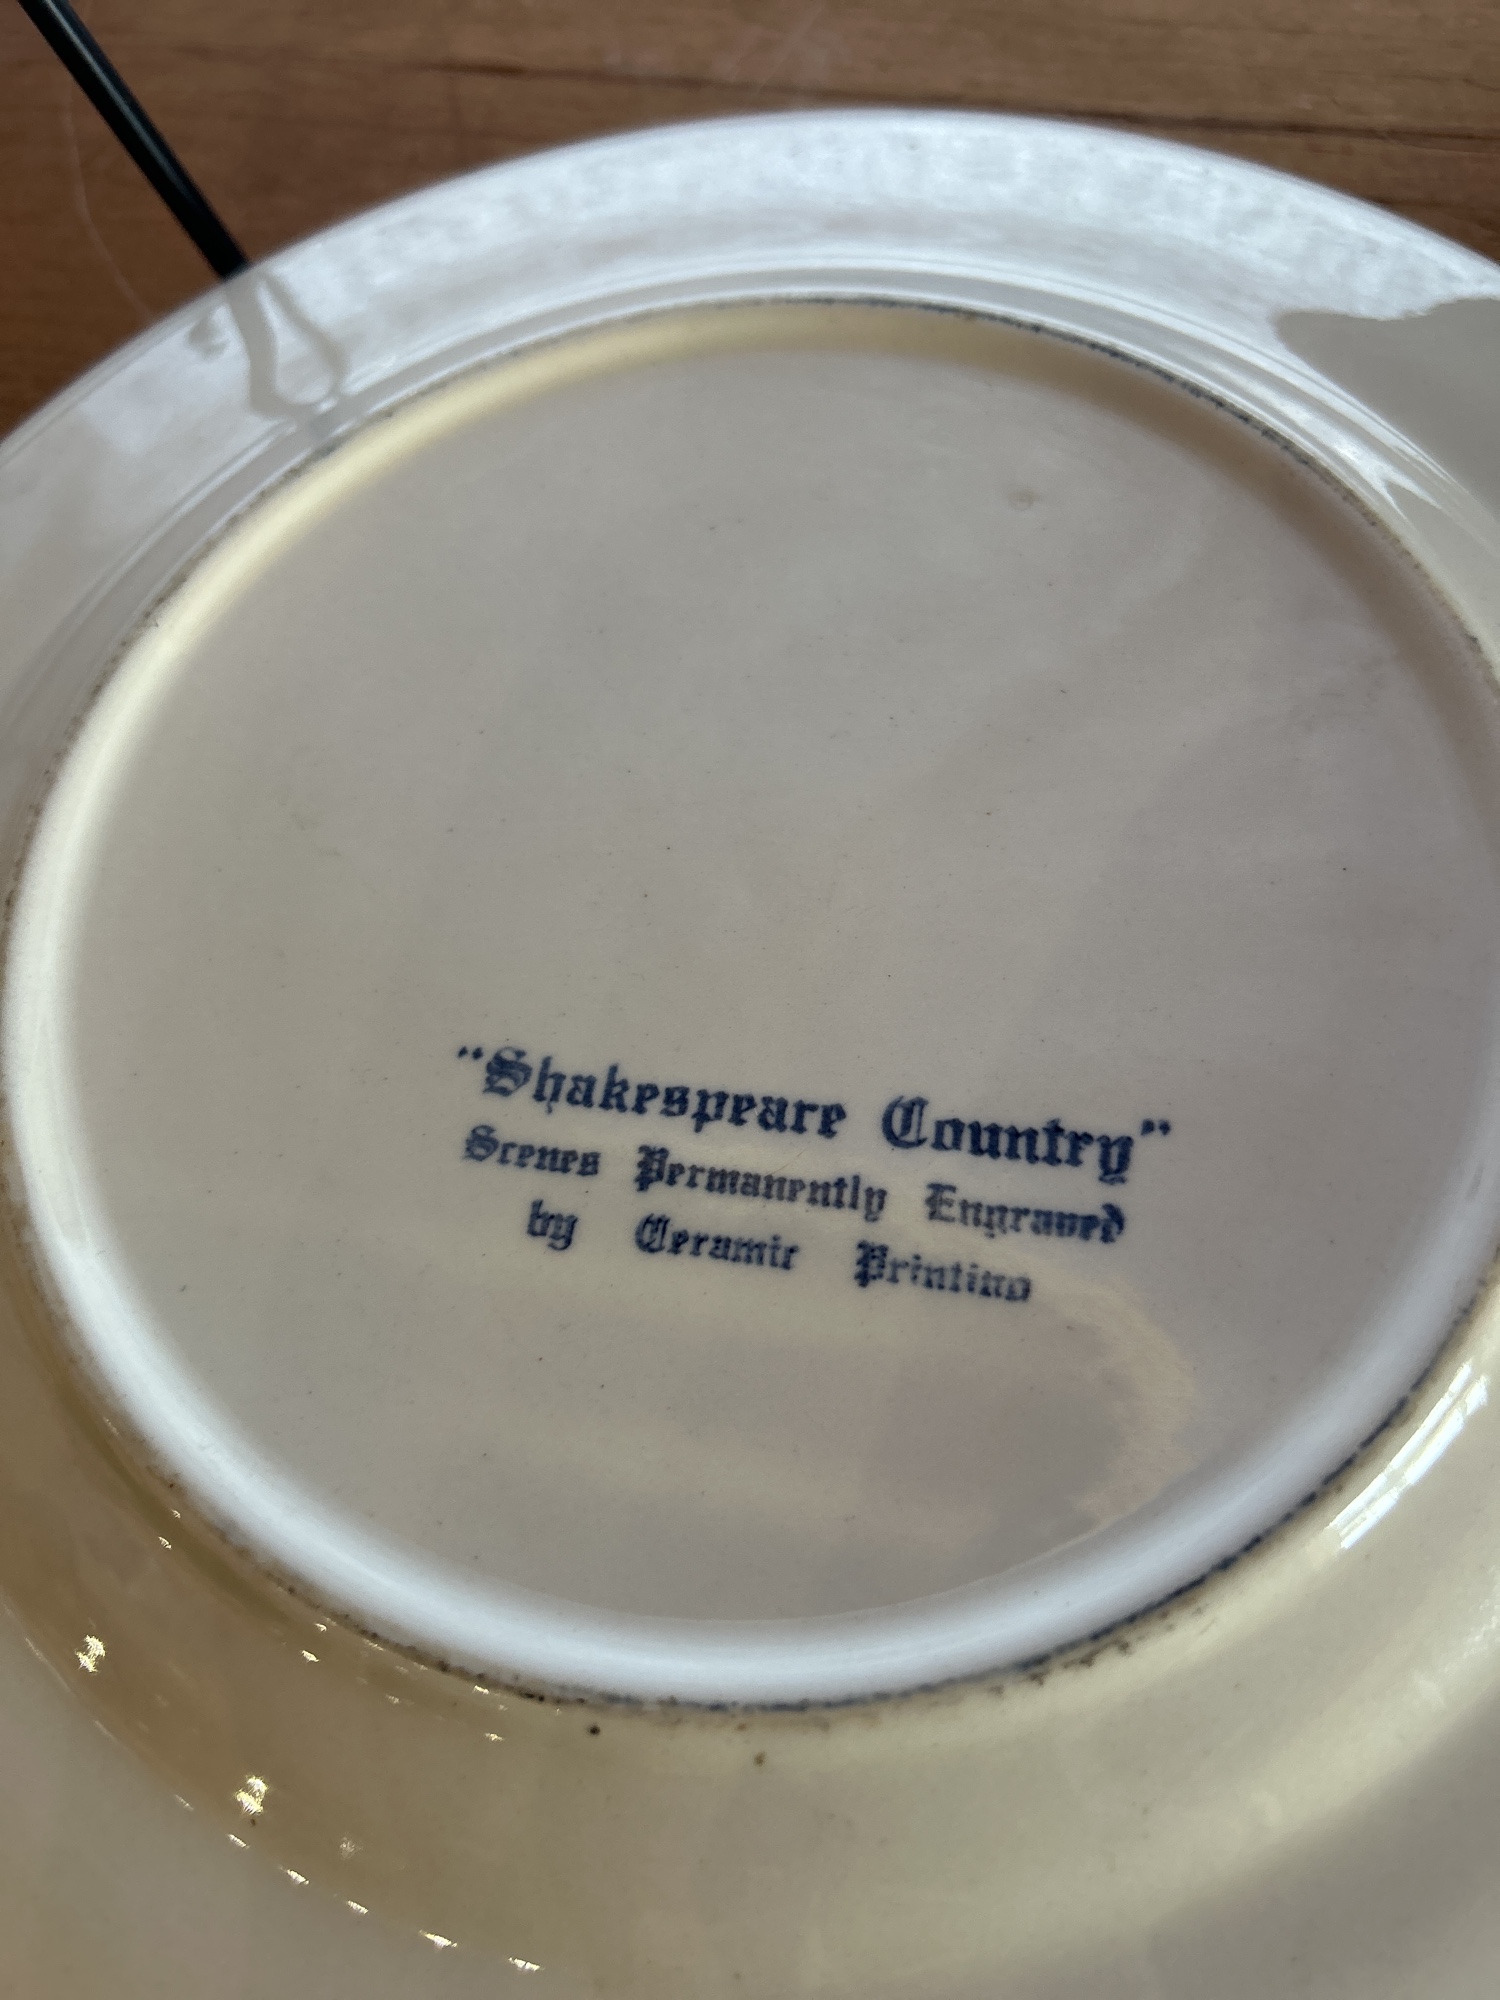 "Shakespeare Country"
Scenes Permanently Engraved
by Ceramic Printing